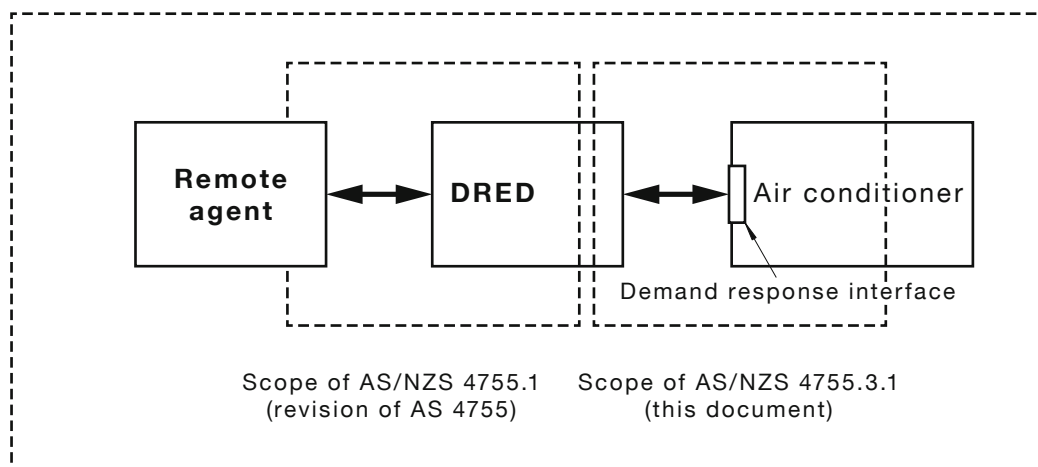 Remote
agent
DRED
Air conditioner
Demand response interface
Scope of AS/NZS 4755.1
(revision of AS 4755)
Scope of AS/NZS 4755.3.1
(this document)